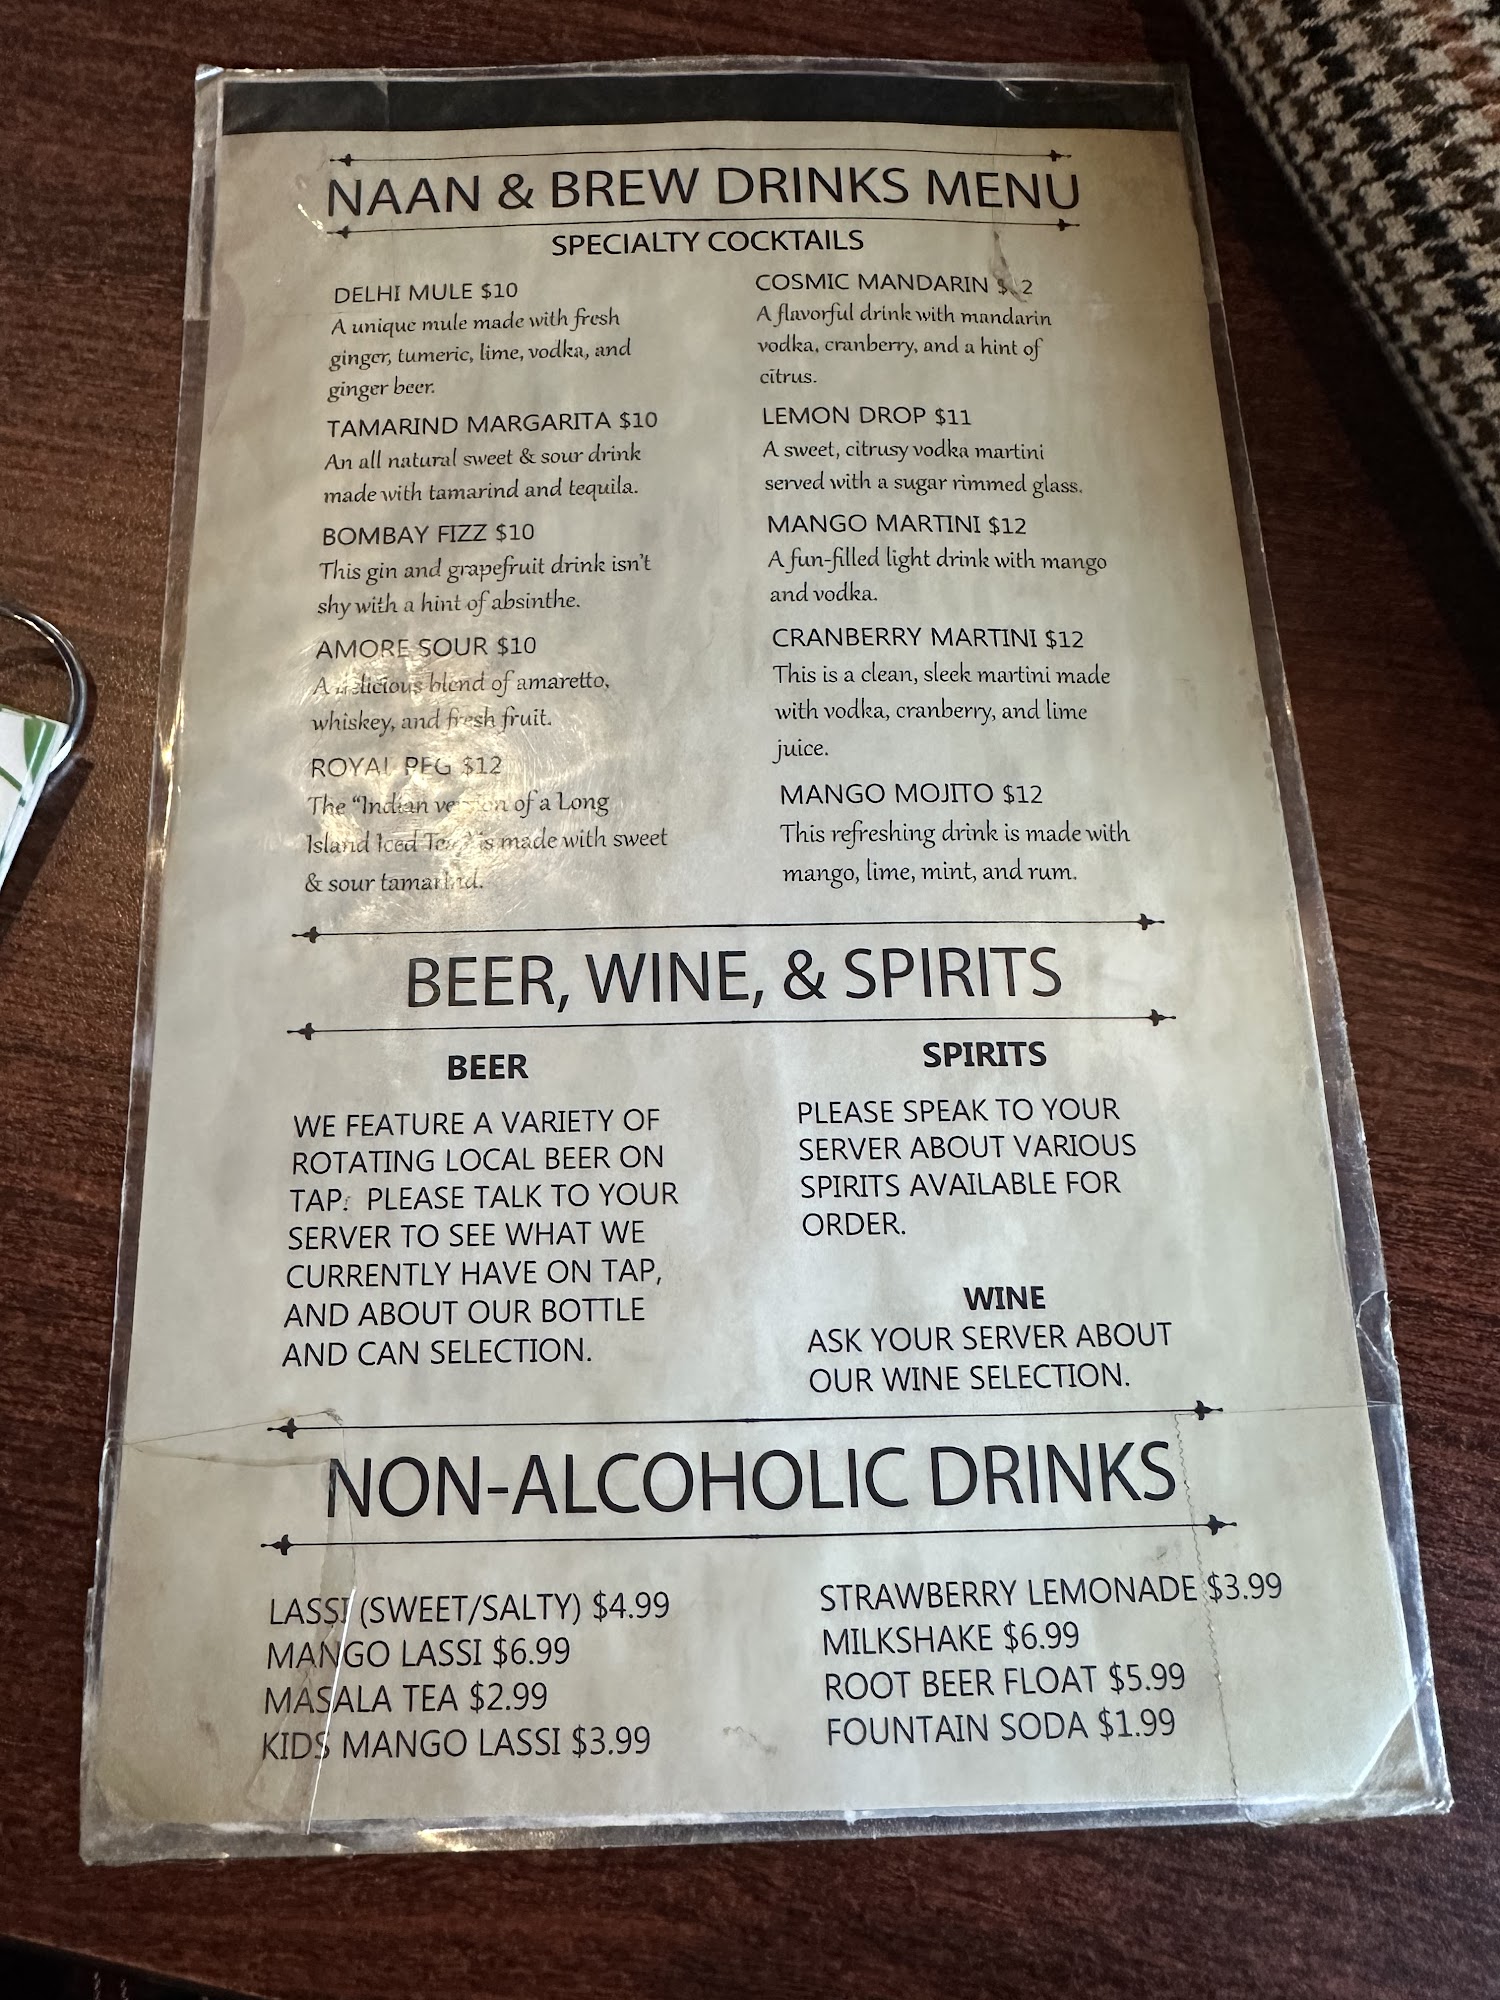 NAAN & BREW DRINKS MENU
SPECIALTY COCKTAILS
DELHI MULE $10
A unique mule made with fresh
ginger, tumeric, lime, vodka, and
ginger beer.
TAMARIND MARGARITA $10
An all natural sweet & sour drink
made with tamarind and tequila.
BOMBAY FIZZ $10
This gin and grapefruit drink isn't
shy with a hint of absinthe.
AMORE SOUR $10
A delicious blend of amaretto,
whiskey, and fresh fruit.
ROYAL PEG $12
The "Indian version of a Long
Island Iced Tea" is made with sweet
& sour tamarind.
COSMIC MANDARIN
A flavorful drink with mandarin
vodka, cranberry, and a hint of
citrus.
LEMON DROP $11
A sweet, citrusy vodka martini
served with a sugar rimmed glass.
MANGO MARTINI $12
A fun-filled light drink with mango
and vodka.
CRANBERRY MARTINI $12
This is a clean, sleek martini made
with vodka, cranberry, and lime
juice.
MANGO MOJITO $12
This refreshing drink is made with
mango, lime, mint, and rum.
BEER, WINE, & SPIRITS
BEER
WE FEATURE A VARIETY OF
ROTATING LOCAL BEER ON
TAP. PLEASE TALK TO YOUR
SERVER TO SEE WHAT WE
CURRENTLY HAVE ON TAP,
AND ABOUT OUR BOTTLE
AND CAN SELECTION.
SPIRITS
PLEASE SPEAK TO YOUR
SERVER ABOUT VARIOUS
SPIRITS AVAILABLE FOR
ORDER.
WINE
ASK YOUR SERVER ABOUT
OUR WINE SELECTION.
NON-ALCOHOLIC DRINKS
LASSI (SWEET/SALTY) $4.99
MANGO LASSI $6.99
MASALA TEA $2.99
KIDS MANGO LASSI $3.99
STRAWBERRY LEMONADE $3.99
MILKSHAKE $6.99
ROOT BEER FLOAT $5.99
FOUNTAIN SODA $1.99